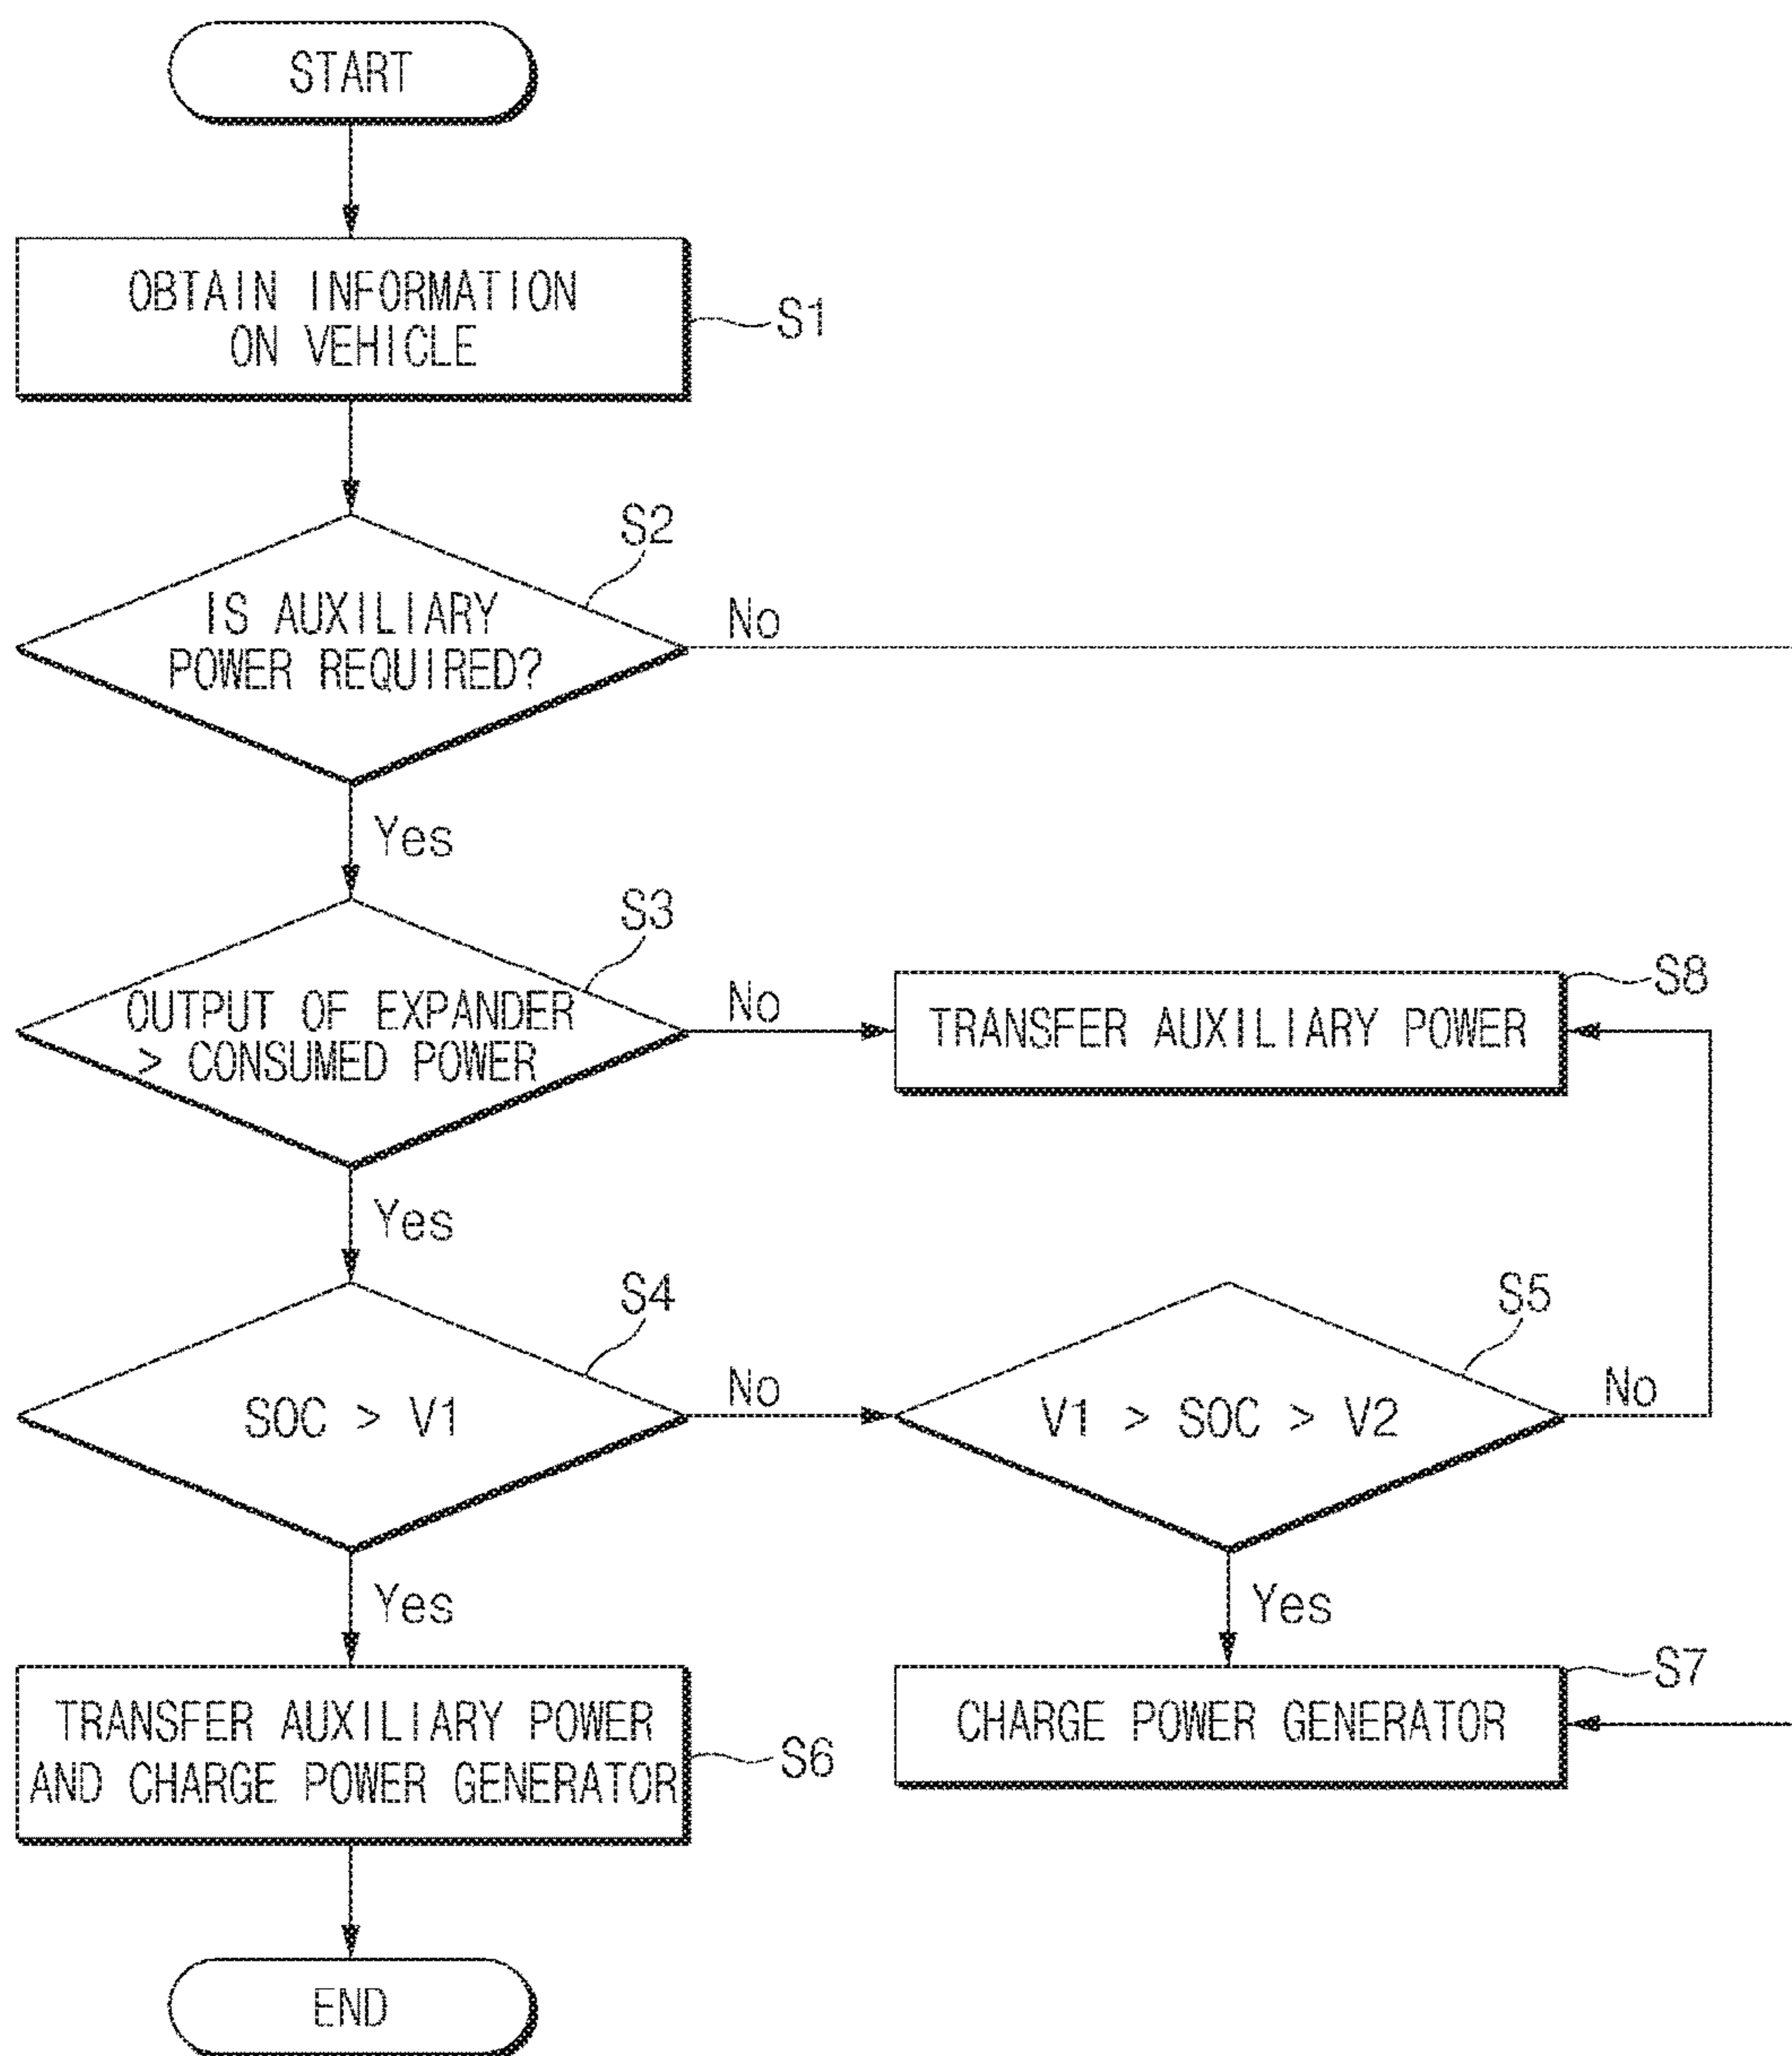 START
OBTAIN INFORMATION
ON VEHICLE
S1
S2
IS AUXILIARY
POWER REQUIRED?
No
Yes
S3
OUTPUT OF EXPANDER
> CONSUMED POWER
No
S8
TRANSFER AUXILIARY POWER
Yes
S4
SOC > V1
No
S5
V1 > SOC > V2
No
Yes
Yes
TRANSFER AUXILIARY POWER
AND CHARGE POWER GENERATOR
S6
S7
CHARGE POWER GENERATOR
END